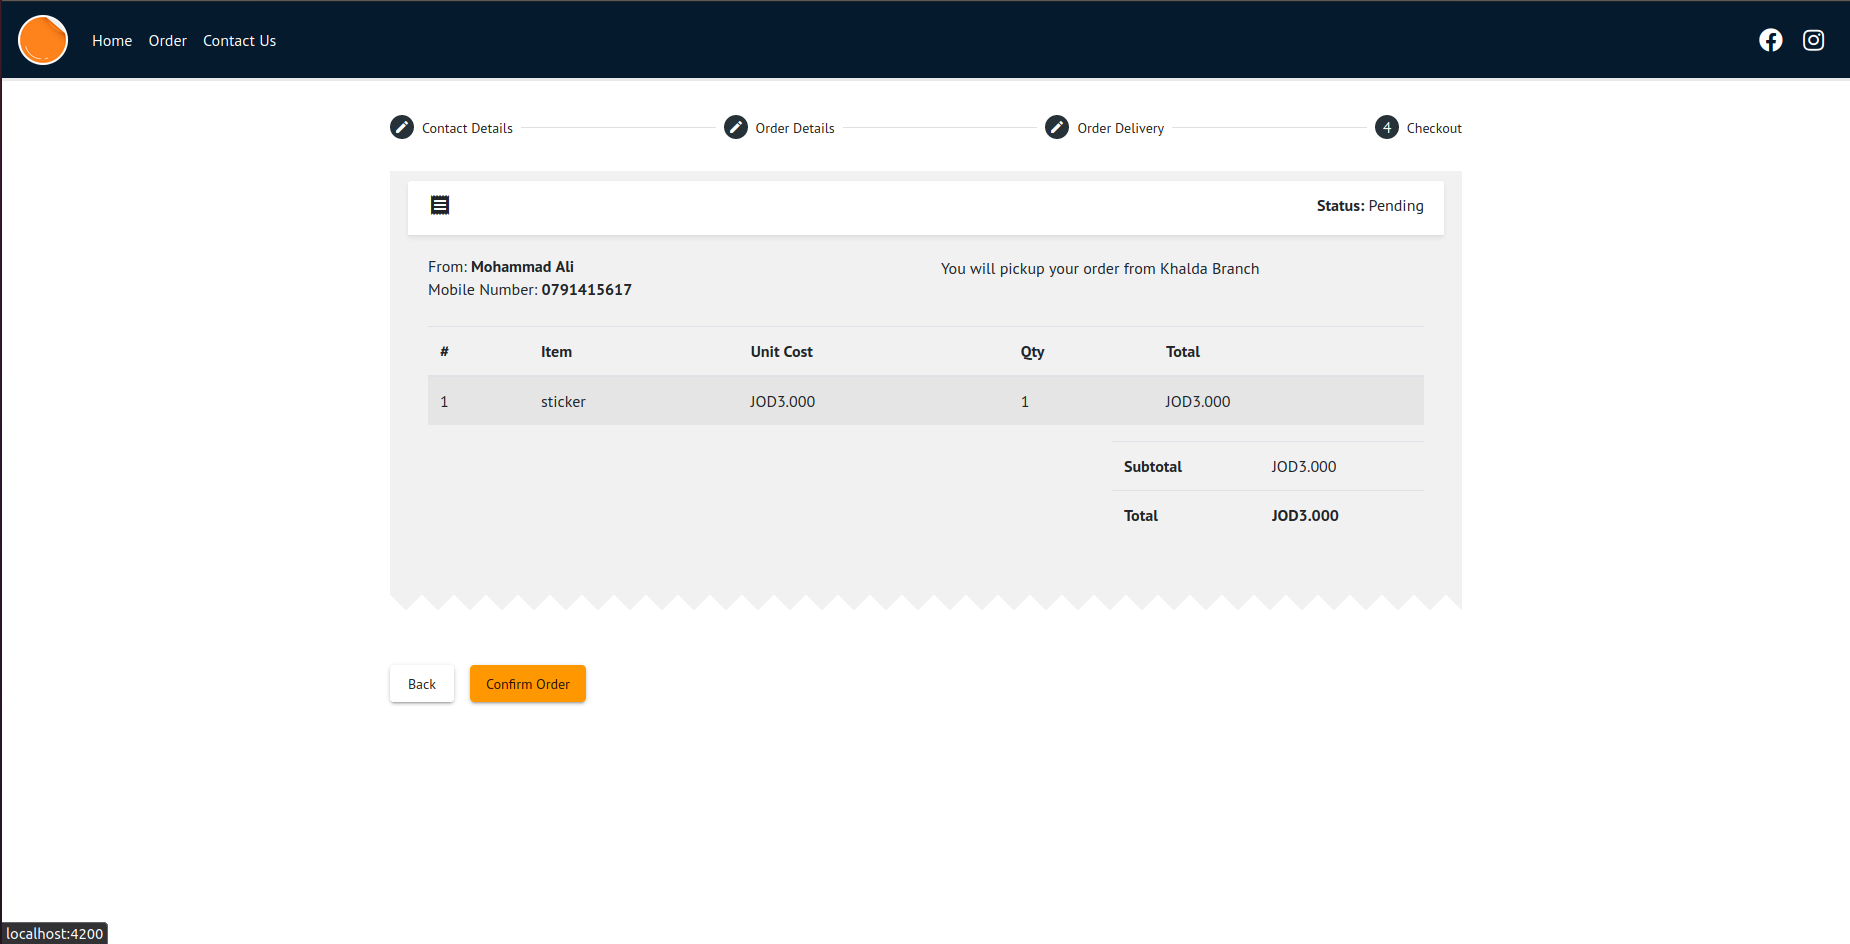 Home Order Contact Us
Contact Details Order Details Order Delivery 4 Checkout
Status: Pending
From: Mohammad Ali
You will pickup your order from Khalda Branch
Mobile Number: 0791415617
# Item Unit Cost Qty Total
1 sticker JOD3.000 1 JOD3.000
Subtotal JOD3.000
Total JOD3.000
Back Confirm Order
localhost:4200